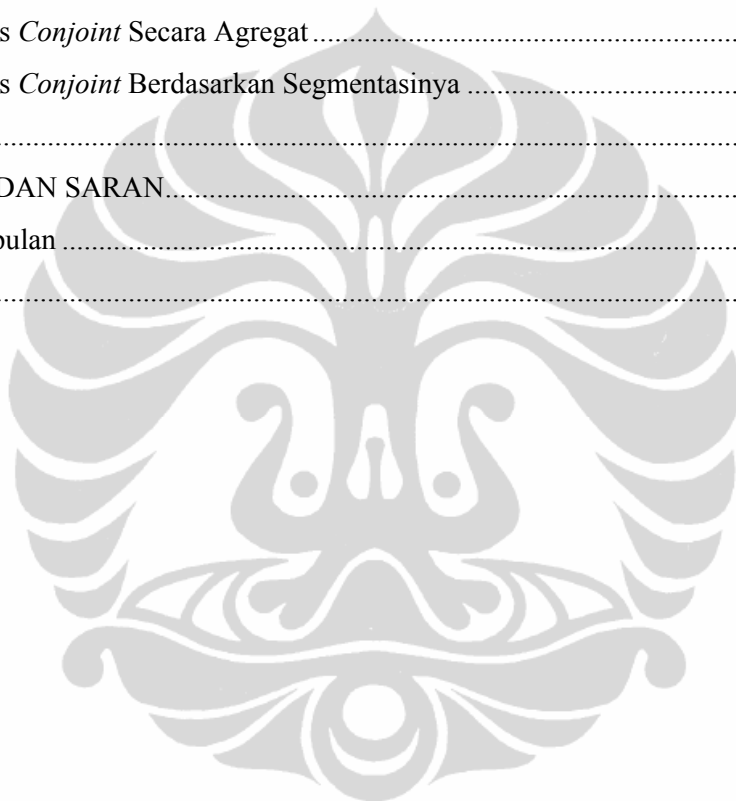 s Conjoint Secara Agregat ........................................................................
s Conjoint Berdasarkan Segmentasinya ........................................................................
........................................................................
DAN SARAN........................................................................
pulan ........................................................................
........................................................................